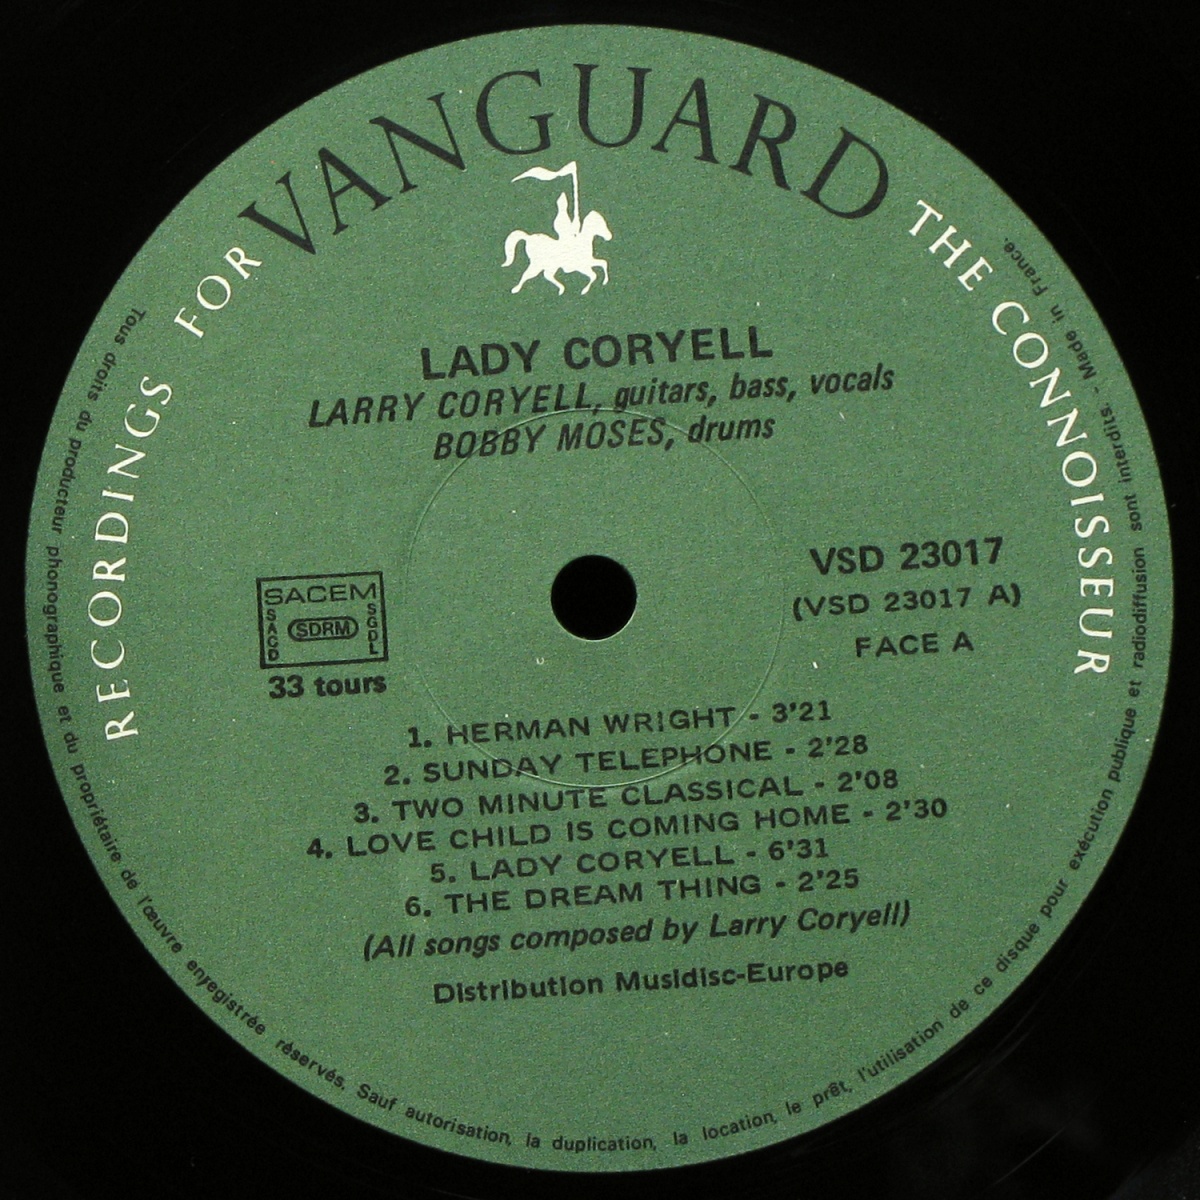 RECORDINGS FOR VANGUARD THE CONNOISSEUR
LADY CORYELL
LARRY CORYELL, guitars, bass, vocals
BOBBY MOSES, drums
VSD 23017
(VSD 23017 A)
FACE A
SACEM
SACD
SDRM
SGDL
33 tours
1. HERMAN WRIGHT - 3'21
2. SUNDAY TELEPHONE - 2'28
3. TWO MINUTE CLASSICAL - 2'08
4. LOVE CHILD IS COMING HOME - 2'30
5. LADY CORYELL - 6'31
6. THE DREAM THING - 2'25
(All songs composed by Larry Coryell)
Distribution Musidisc-Europe
Tous droits du producteur phonographique et du propriétaire de l'œuvre enregistrée réservés. Sauf autorisation, la duplication, la location, le prêt, l'utilisation de ce disque pour exécution publique et radiodiffusion sont interdits. - Made in France.